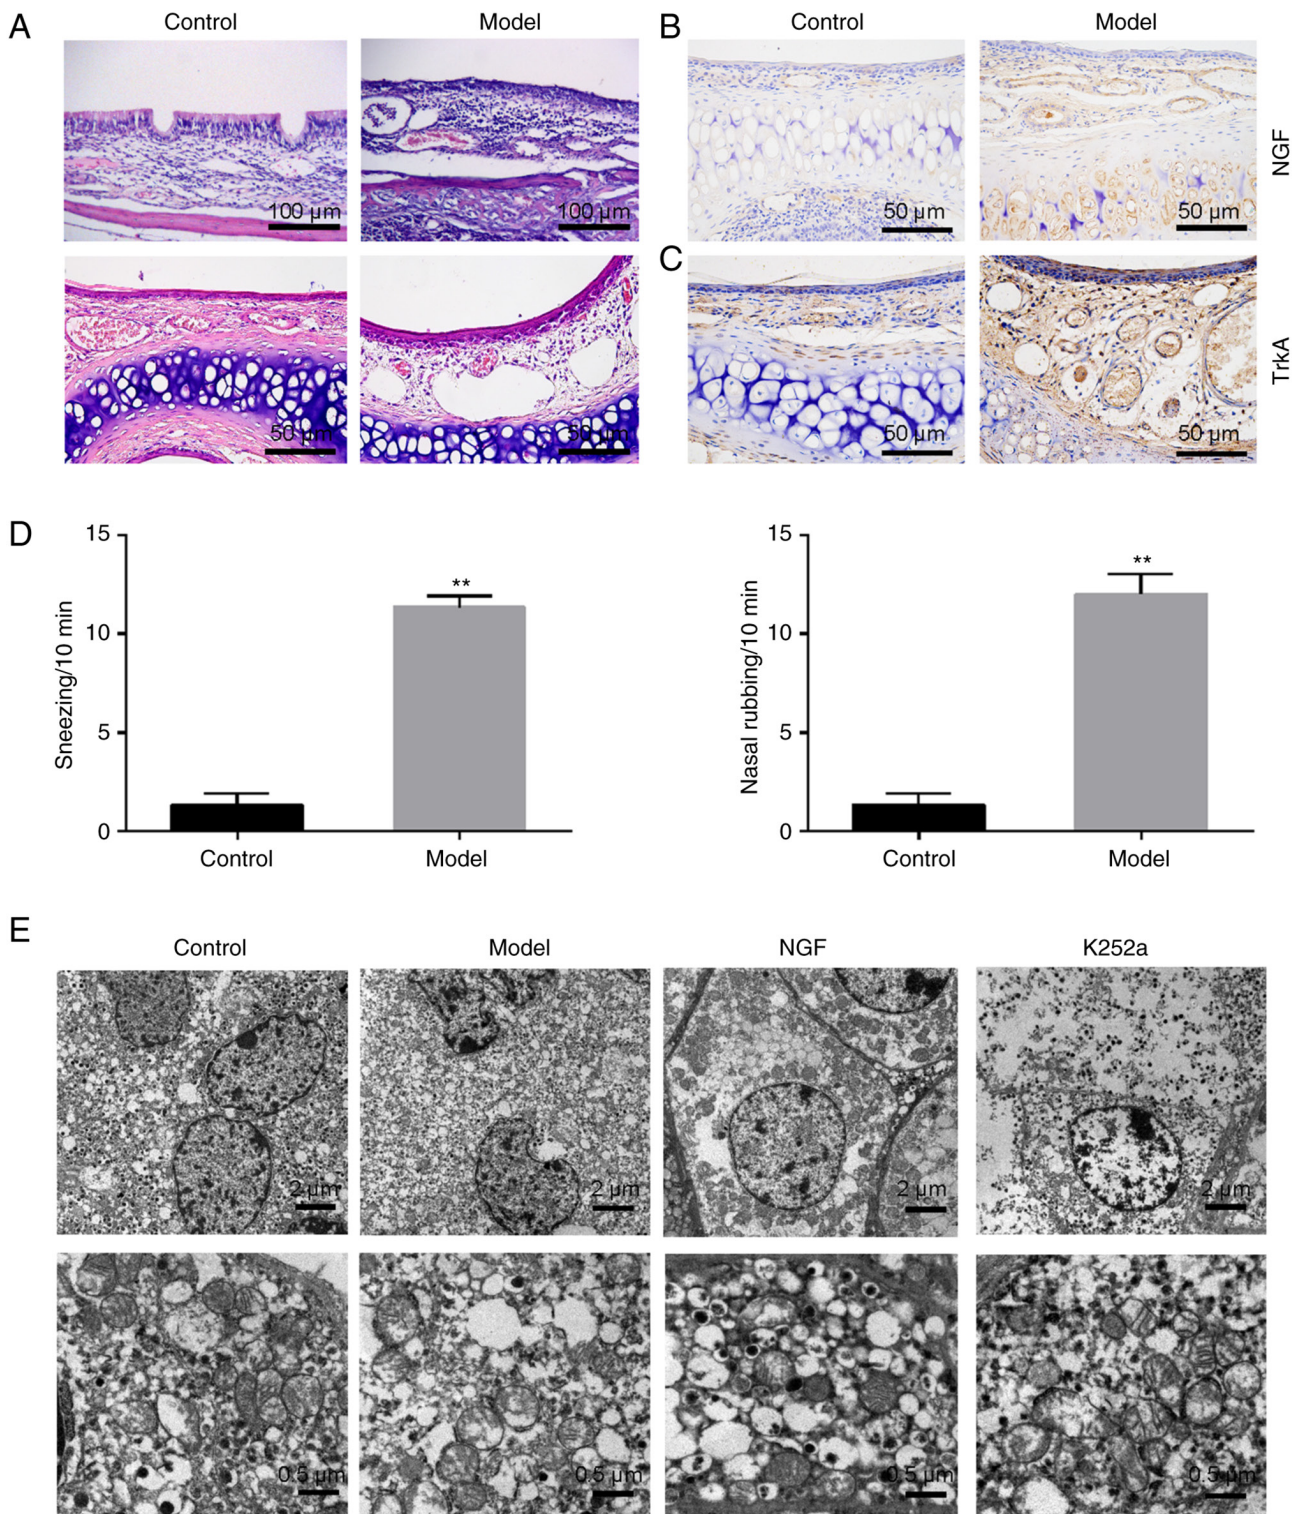 A
Control
Model
B
Control
Model
100 µm
100 µm
50 µm
50 µm
NGF
50 µm
50 µm
C
50 µm
50 µm
TrkA
D
15
10
5
0
Sneezing/10 min
**
Control
Model
15
10
5
0
Nasal rubbing/10 min
**
Control
Model
E
Control
Model
NGF
K252a
2 µm
2 µm
2 µm
2 µm
0.5 µm
0.5 µm
0.5 µm
0.5 µm